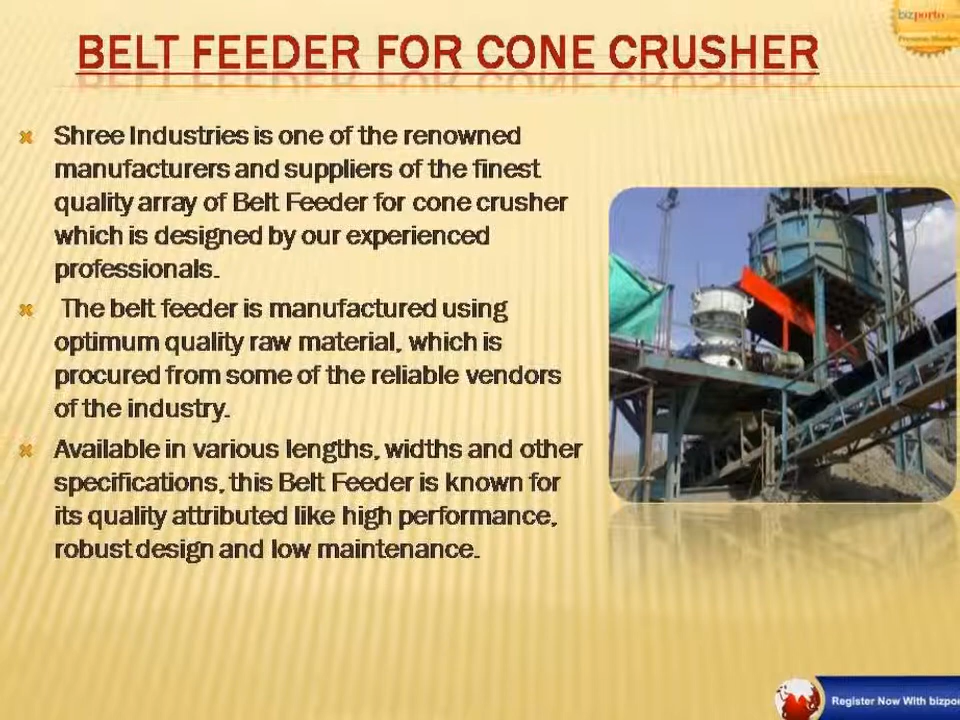 bizporto
BELT FEEDER FOR CONE CRUSHER
Shree Industries is one of the renowned
manufacturers and suppliers of the finest
quality array of Belt Feeder for cone crusher
which is designed by our experienced
professionals.
The belt feeder is manufactured using
optimum quality raw material, which is
procured from some of the reliable vendors
of the industry.
Available in various lengths, widths and other
specifications, this Belt Feeder is known for
its quality attributed like high performance,
robust design and low maintenance.
Register Now With bizpor